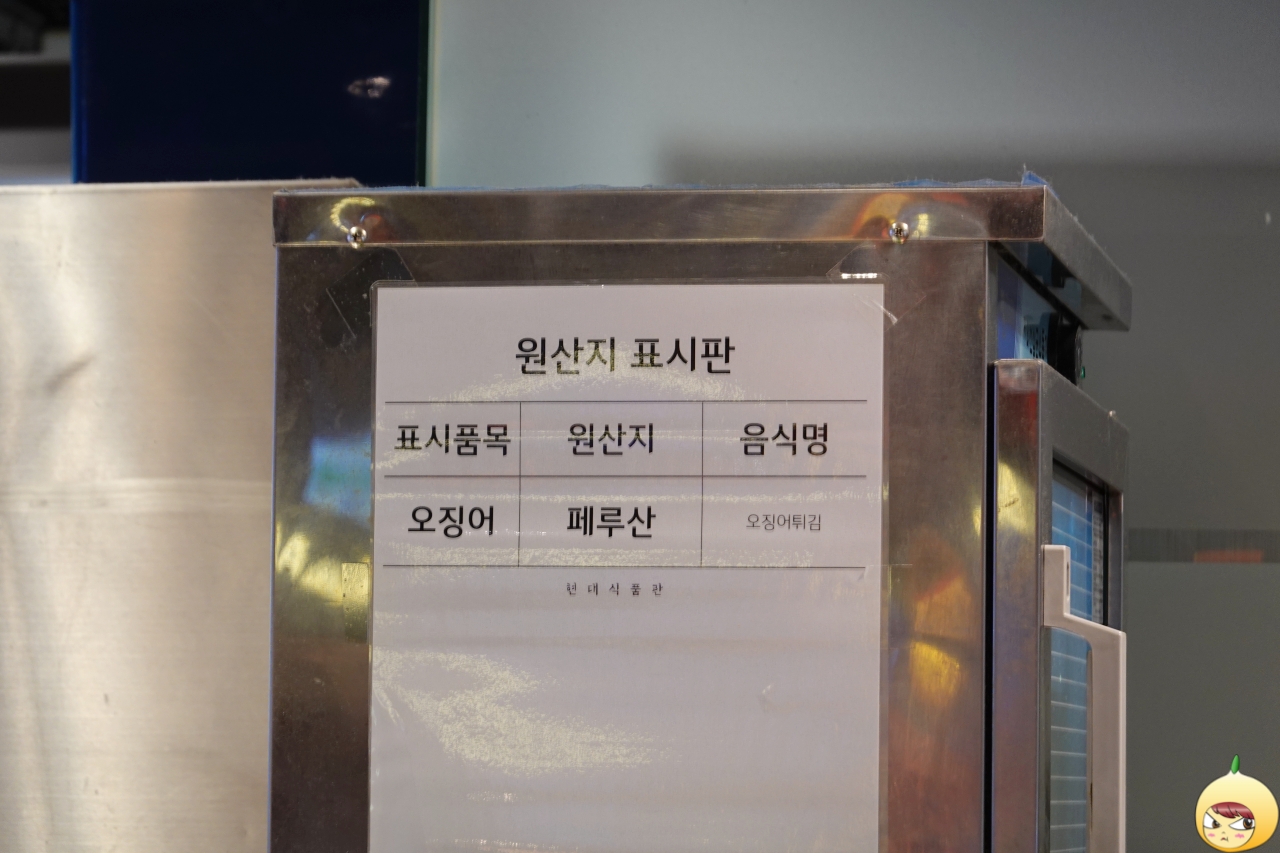 원산지 표시판
표시품목 원산지 음식명
오징어 페루산 오징어튀김
현대식품관